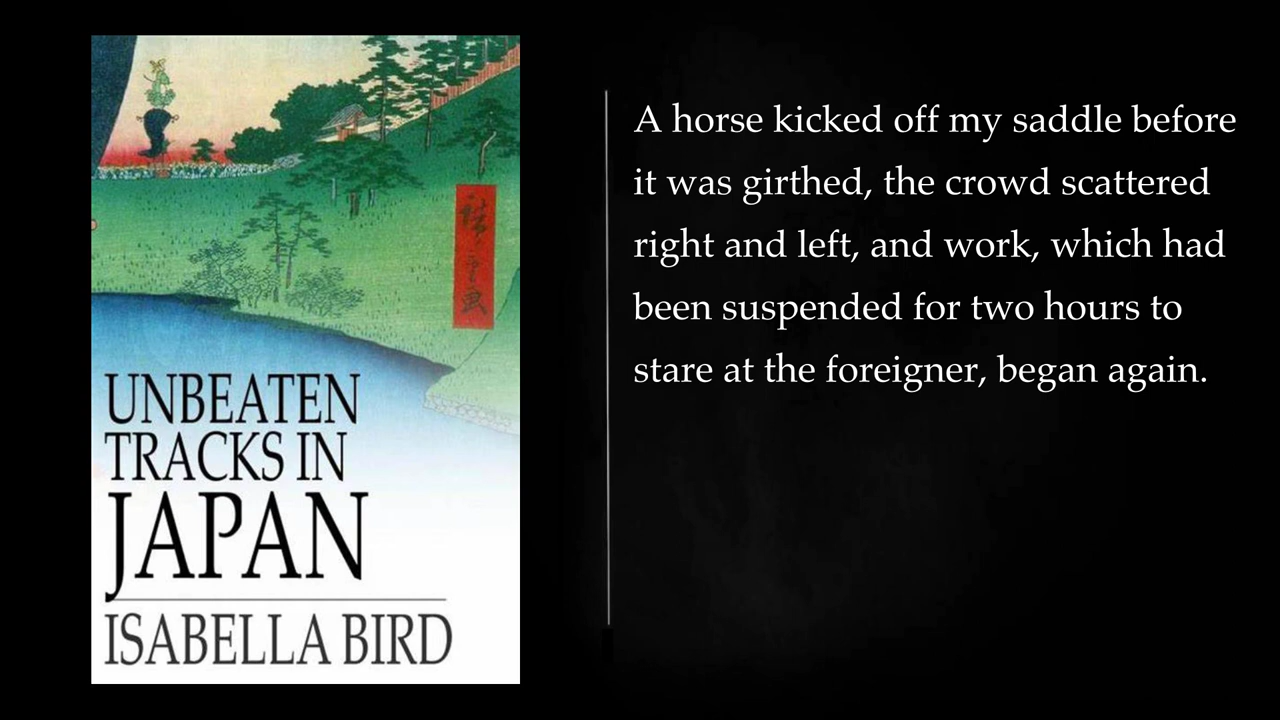 UNBEATEN
TRACKS IN
JAPAN
ISABELLA BIRD
A horse kicked off my saddle before
it was girthed, the crowd scattered
right and left, and work, which had
been suspended for two hours to
stare at the foreigner, began again.